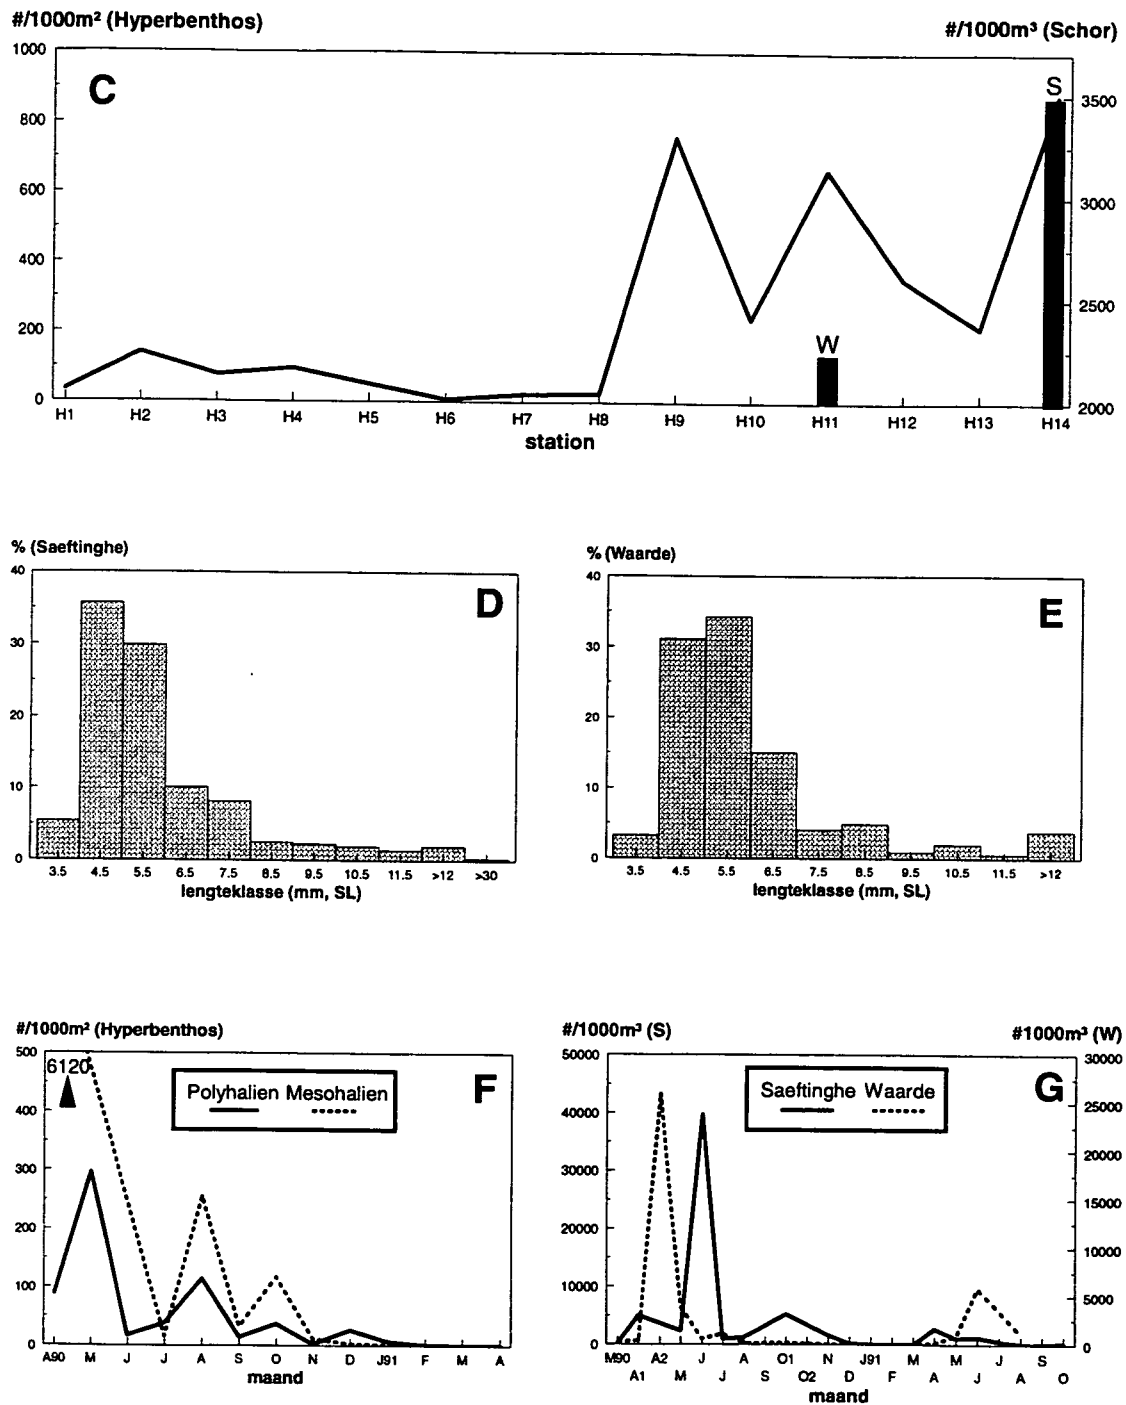 #/1000m² (Hyperbenthos) #/1000m³ (Schor)
C
1000
800
600
400
200
0
S
W
3500
3000
2500
2000
H1 H2 H3 H4 H5 H6 H7 H8 H9 H10 H11 H12 H13 H14
station
% (Saeftinghe)
D
40
30
20
10
0
3.5 4.5 5.5 6.5 7.5 8.5 9.5 10.5 11.5 >12 >30
lengteklasse (mm, SL)
% (Waarde)
E
40
30
20
10
0
3.5 4.5 5.5 6.5 7.5 8.5 9.5 10.5 11.5 >12
lengteklasse (mm, SL)
#/1000m² (Hyperbenthos)
F
500
400
300
200
100
0
6120
Polyhalien Mesohalien
A90 M J J A S O N D J91 F M A
maand
#/1000m³ (S) #1000m³ (W)
G
50000
40000
30000
20000
10000
0
Saeftinghe Waarde
30000
25000
20000
15000
10000
5000
0
M90 A2 J A O1 N J91 M M J S
A1 M J S O2 D F A J A O
maand